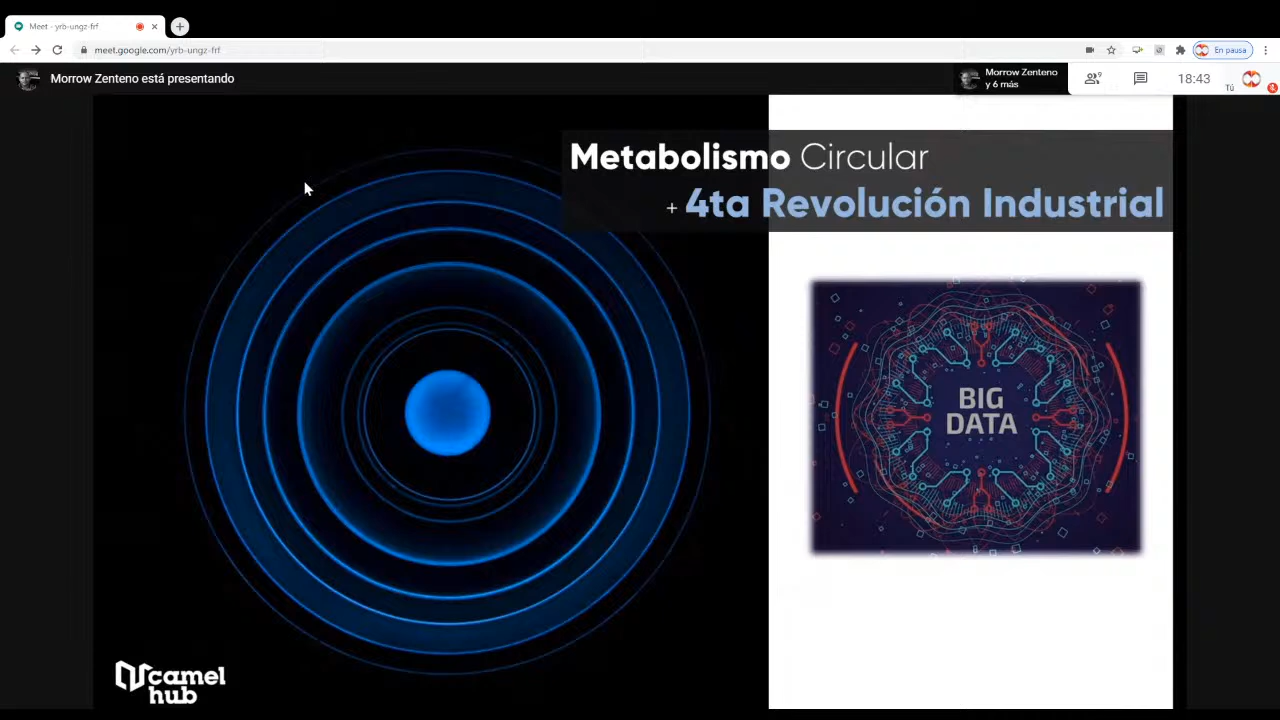 Meet - yrb-ungz-frf
meet.google.com/yrb-ungz-frf
En pausa
Morrow Zenteno está presentando
Morrow Zenteno
y 6 más
9
18:43
Tú
Metabolismo Circular
+ 4ta Revolución Industrial
BIG
DATA
camel
hub